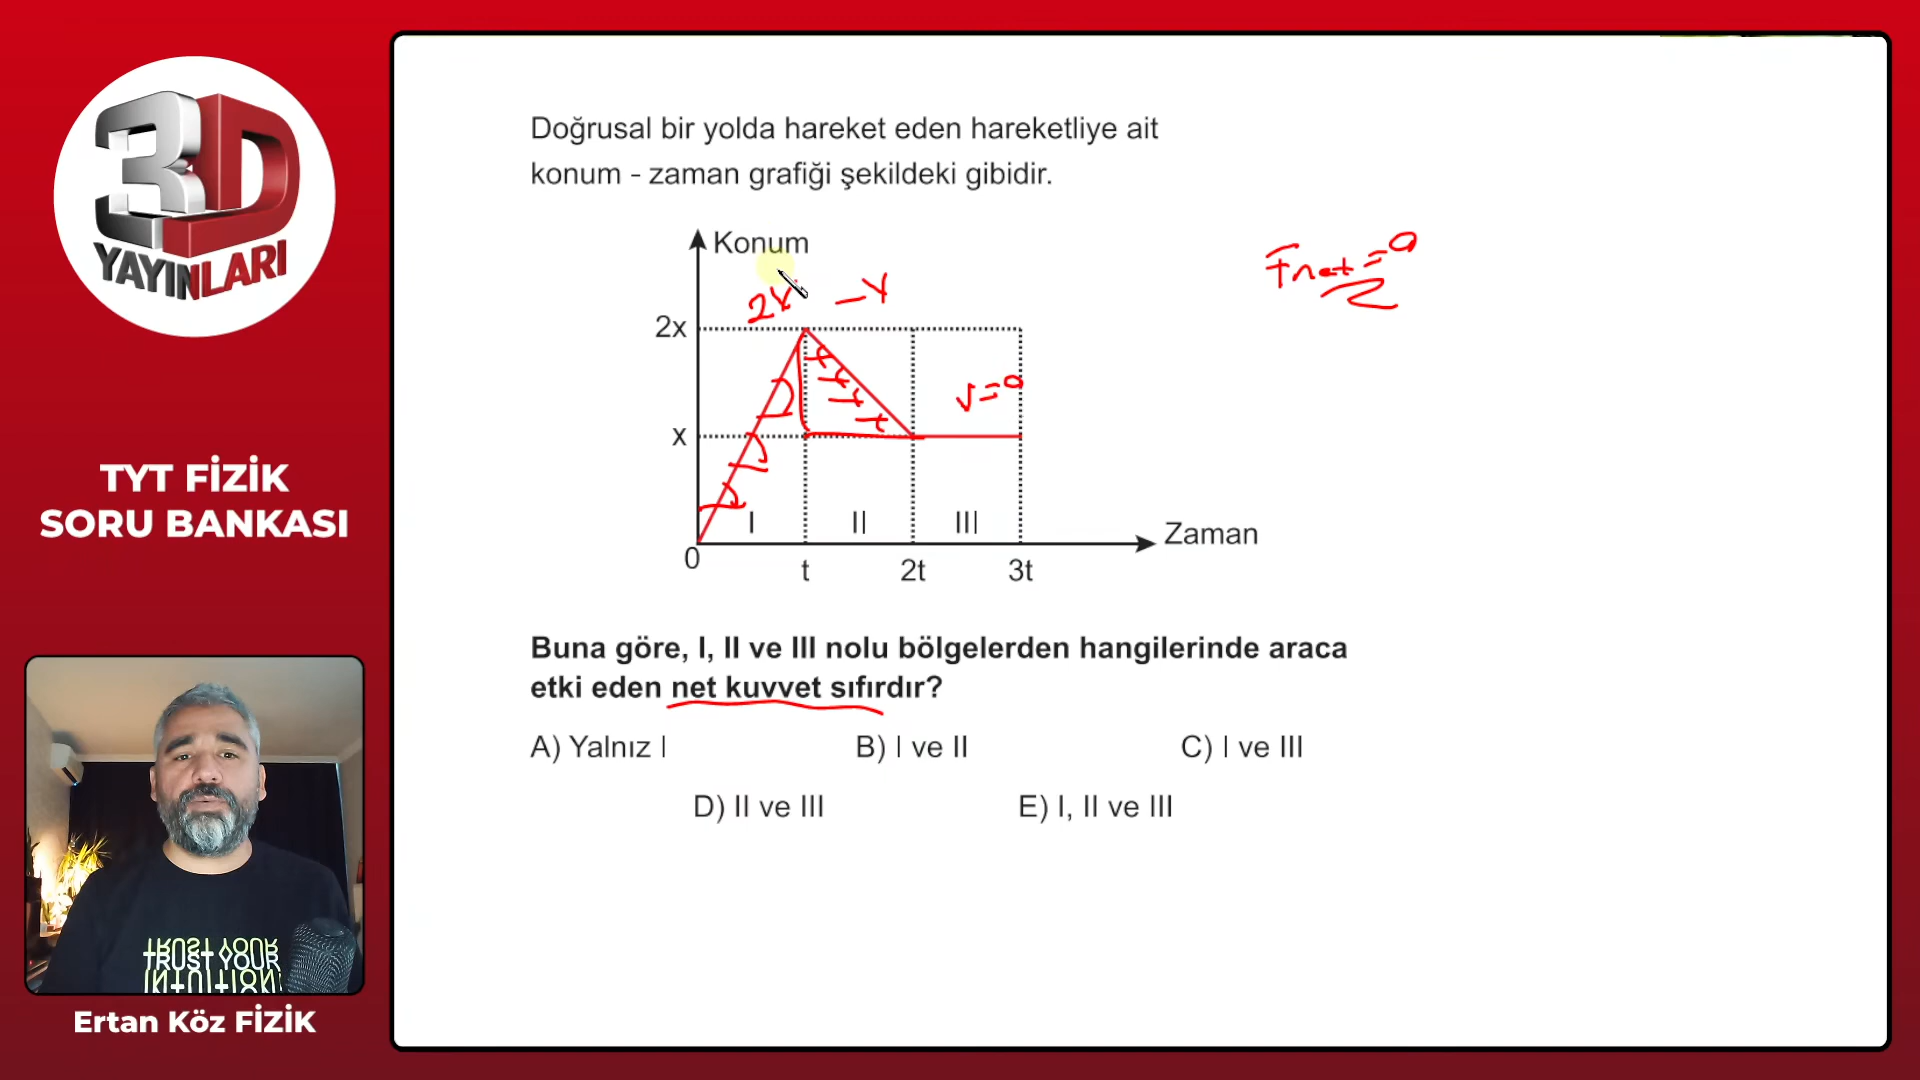 3D
YAYINLARI
TYT FİZİK
SORU BANKASI
TRUST YOUR
TRUST YOUR
INTUITION
Ertan Köz FİZİK
Doğrusal bir yolda hareket eden hareketliye ait
konum - zaman grafiği şekildeki gibidir.
Konum
2V
-V
Fnet = 0
2x
x
V=0
I
II
III
Zaman
0
t
2t
3t
Buna göre, I, II ve III nolu bölgelerden hangilerinde araca
etki eden net kuvvet sıfırdır?
A) Yalnız I
B) I ve II
C) I ve III
D) II ve III
E) I, II ve III